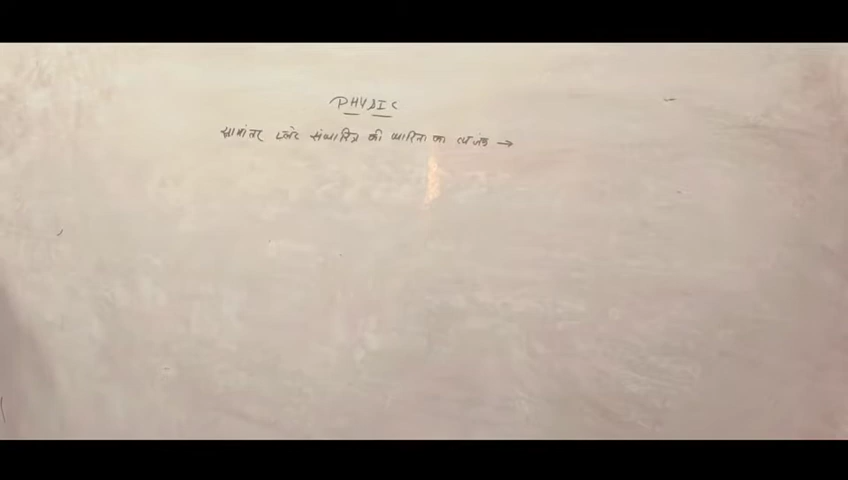 PHYSIC
समांतर प्लेट संधारित्र की धारिता का व्यंजक →